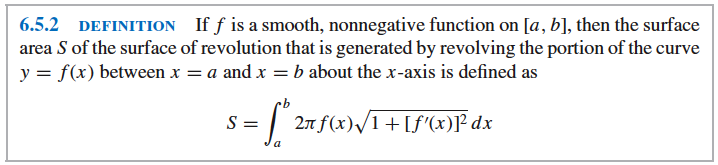 6.5.2 DEFINITION If f is a smooth, nonnegative function on [a, b], then the surface
area S of the surface of revolution that is generated by revolving the portion of the curve
y = f(x) between x = a and x = b about the x-axis is defined as
S = ∫ₐᵇ 2π f(x)√(1 + [f′(x)]²) dx